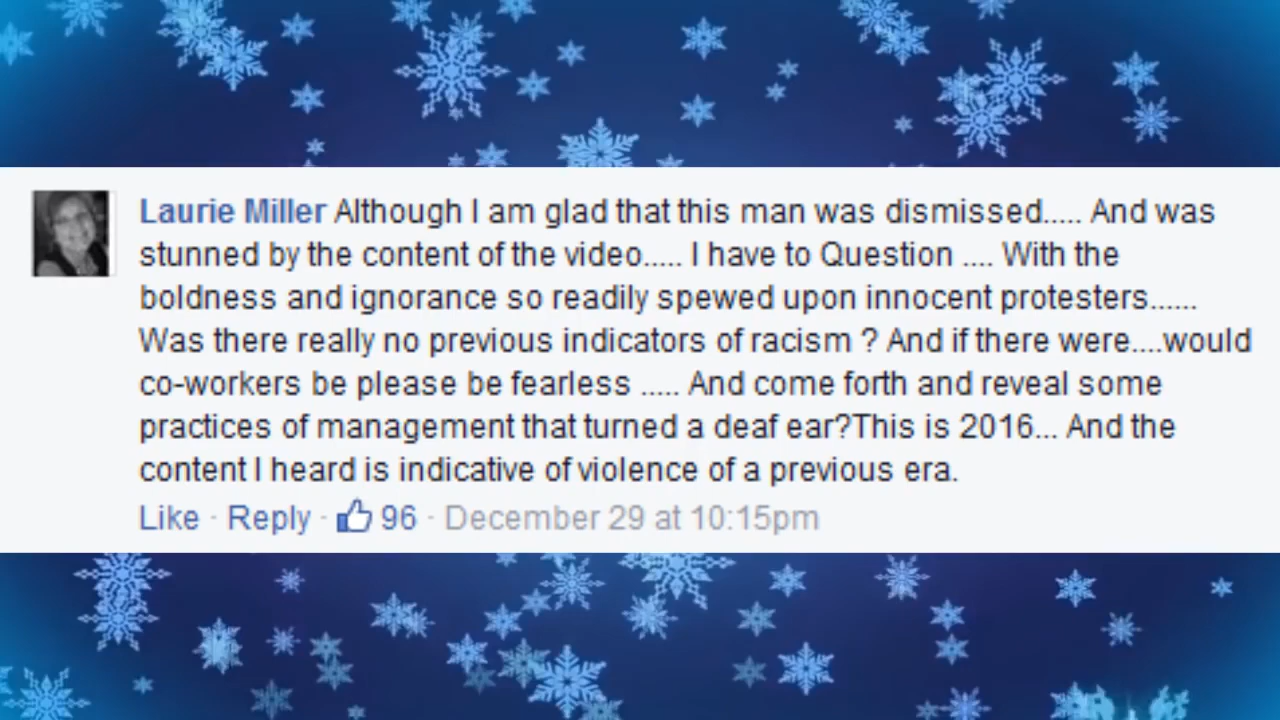 Laurie Miller Although I am glad that this man was dismissed..... And was
stunned by the content of the video..... I have to Question .... With the
boldness and ignorance so readily spewed upon innocent protesters......
Was there really no previous indicators of racism ? And if there were....would
co-workers be please be fearless ..... And come forth and reveal some
practices of management that turned a deaf ear?This is 2016... And the
content I heard is indicative of violence of a previous era.
Like · Reply · 96 · December 29 at 10:15pm